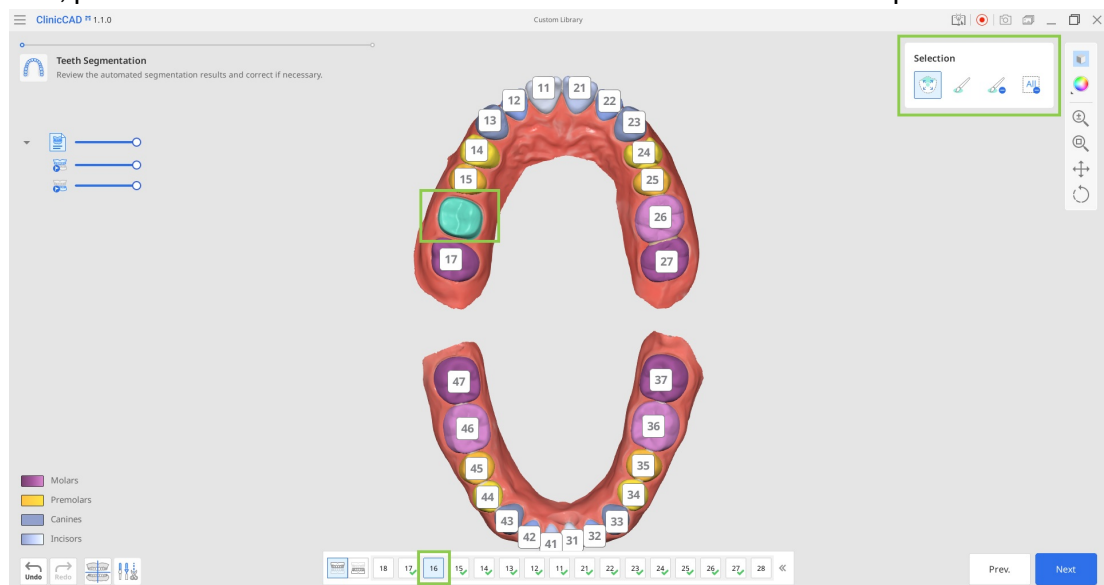 ClinicCAD 1.1.0
Custom Library
Teeth Segmentation
Review the automated segmentation results and correct if necessary.
Selection
All
11 21
12 22
13 23
14 24
15 25
26
17 27
47 37
46 36
45 35
44 34
43 33
42 41 31 32
Molars
Premolars
Canines
Incisors
Undo Redo
18 17 16 15 14 13 12 11 21 22 23 24 25 26 27 28 «
Prev. Next